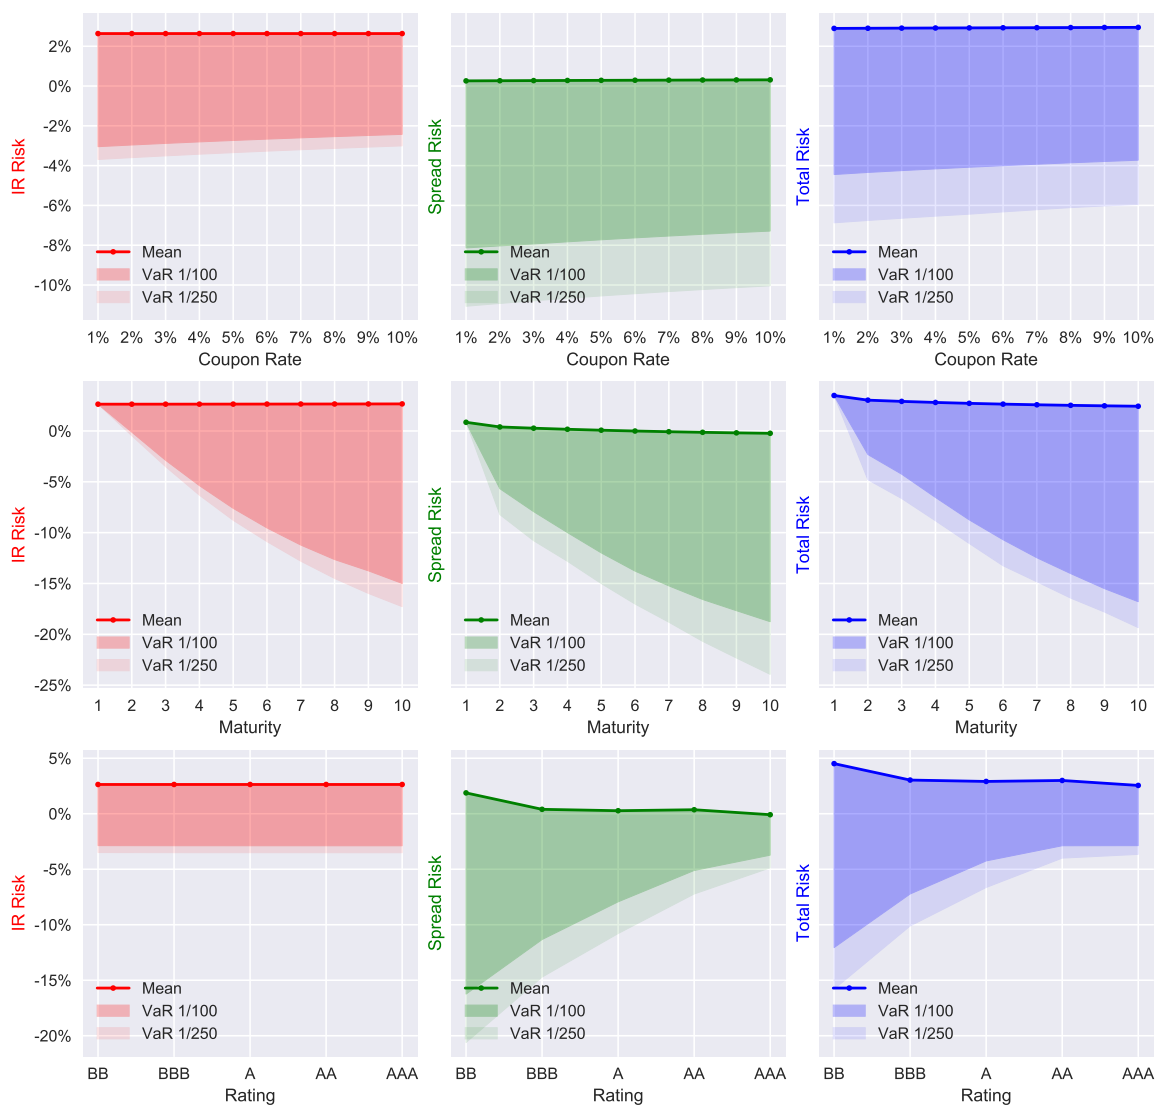 2%
0%
-2%
-4%
-6%
-8%
-10%
IR Risk
Mean
VaR 1/100
VaR 1/250
1% 2% 3% 4% 5% 6% 7% 8% 9% 10%
Coupon Rate
Spread Risk
Mean
VaR 1/100
VaR 1/250
1% 2% 3% 4% 5% 6% 7% 8% 9% 10%
Coupon Rate
Total Risk
Mean
VaR 1/100
VaR 1/250
1% 2% 3% 4% 5% 6% 7% 8% 9% 10%
Coupon Rate
0%
-5%
-10%
-15%
-20%
-25%
IR Risk
Mean
VaR 1/100
VaR 1/250
1 2 3 4 5 6 7 8 9 10
Maturity
Spread Risk
Mean
VaR 1/100
VaR 1/250
1 2 3 4 5 6 7 8 9 10
Maturity
Total Risk
Mean
VaR 1/100
VaR 1/250
1 2 3 4 5 6 7 8 9 10
Maturity
5%
0%
-5%
-10%
-15%
-20%
IR Risk
Mean
VaR 1/100
VaR 1/250
BB BBB A AA AAA
Rating
Spread Risk
Mean
VaR 1/100
VaR 1/250
BB BBB A AA AAA
Rating
Total Risk
Mean
VaR 1/100
VaR 1/250
BB BBB A AA AAA
Rating